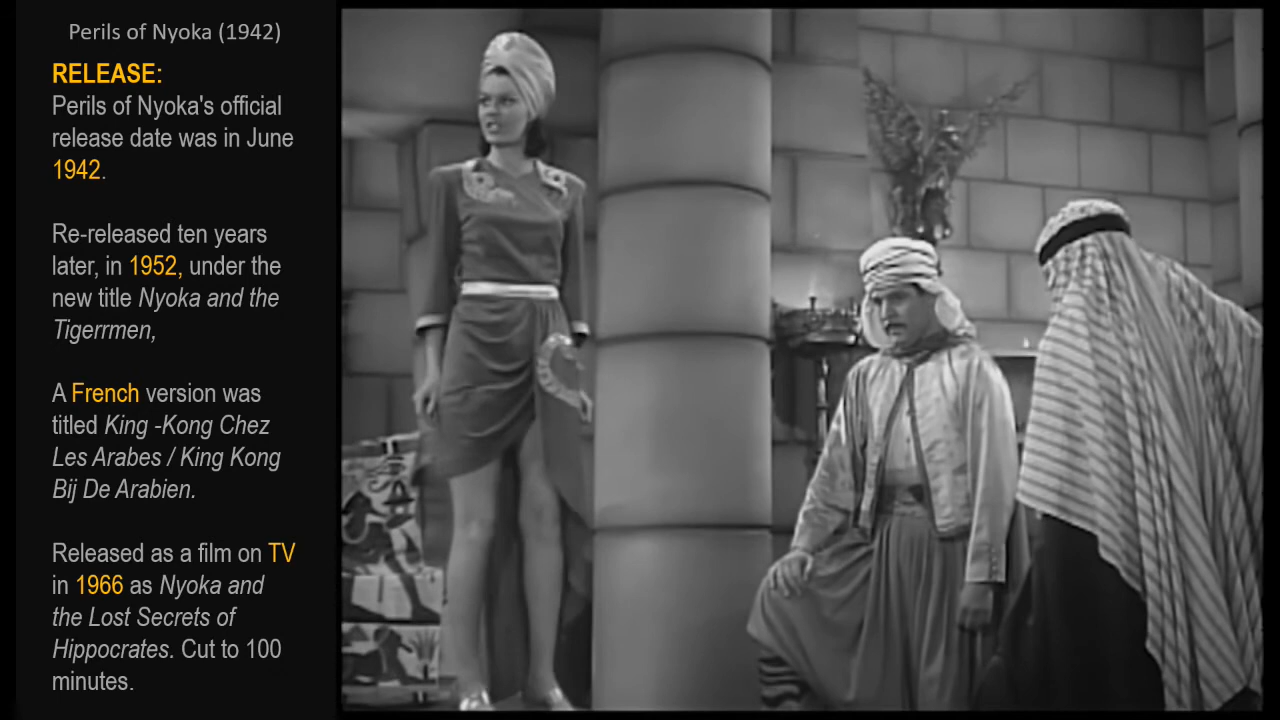 Perils of Nyoka (1942)
RELEASE:
Perils of Nyoka's official
release date was in June
1942.
Re-released ten years
later, in 1952, under the
new title Nyoka and the
Tigerrmen,
A French version was
titled King -Kong Chez
Les Arabes / King Kong
Bij De Arabien.
Released as a film on TV
in 1966 as Nyoka and
the Lost Secrets of
Hippocrates. Cut to 100
minutes.